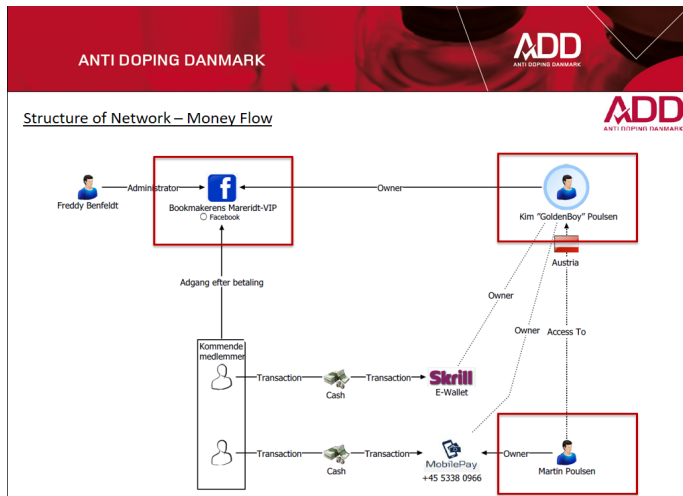 ANTI DOPING DANMARK
ADD
ANTI DOPING DANMARK
Structure of Network – Money Flow
ADD
ANTI DOPING DANMARK
Administrator
Owner
Freddy Benfeldt
Bookmakerens Mareridt-VIP
Facebook
Kim "GoldenBoy" Poulsen
Austria
Adgang efter betaling
Owner
Owner
Access To
Kommende
medlemmer
Transaction
Cash
Transaction
Skrill
E-Wallet
Transaction
Cash
Transaction
MobilePay
+45 5338 0966
Owner
Martin Poulsen